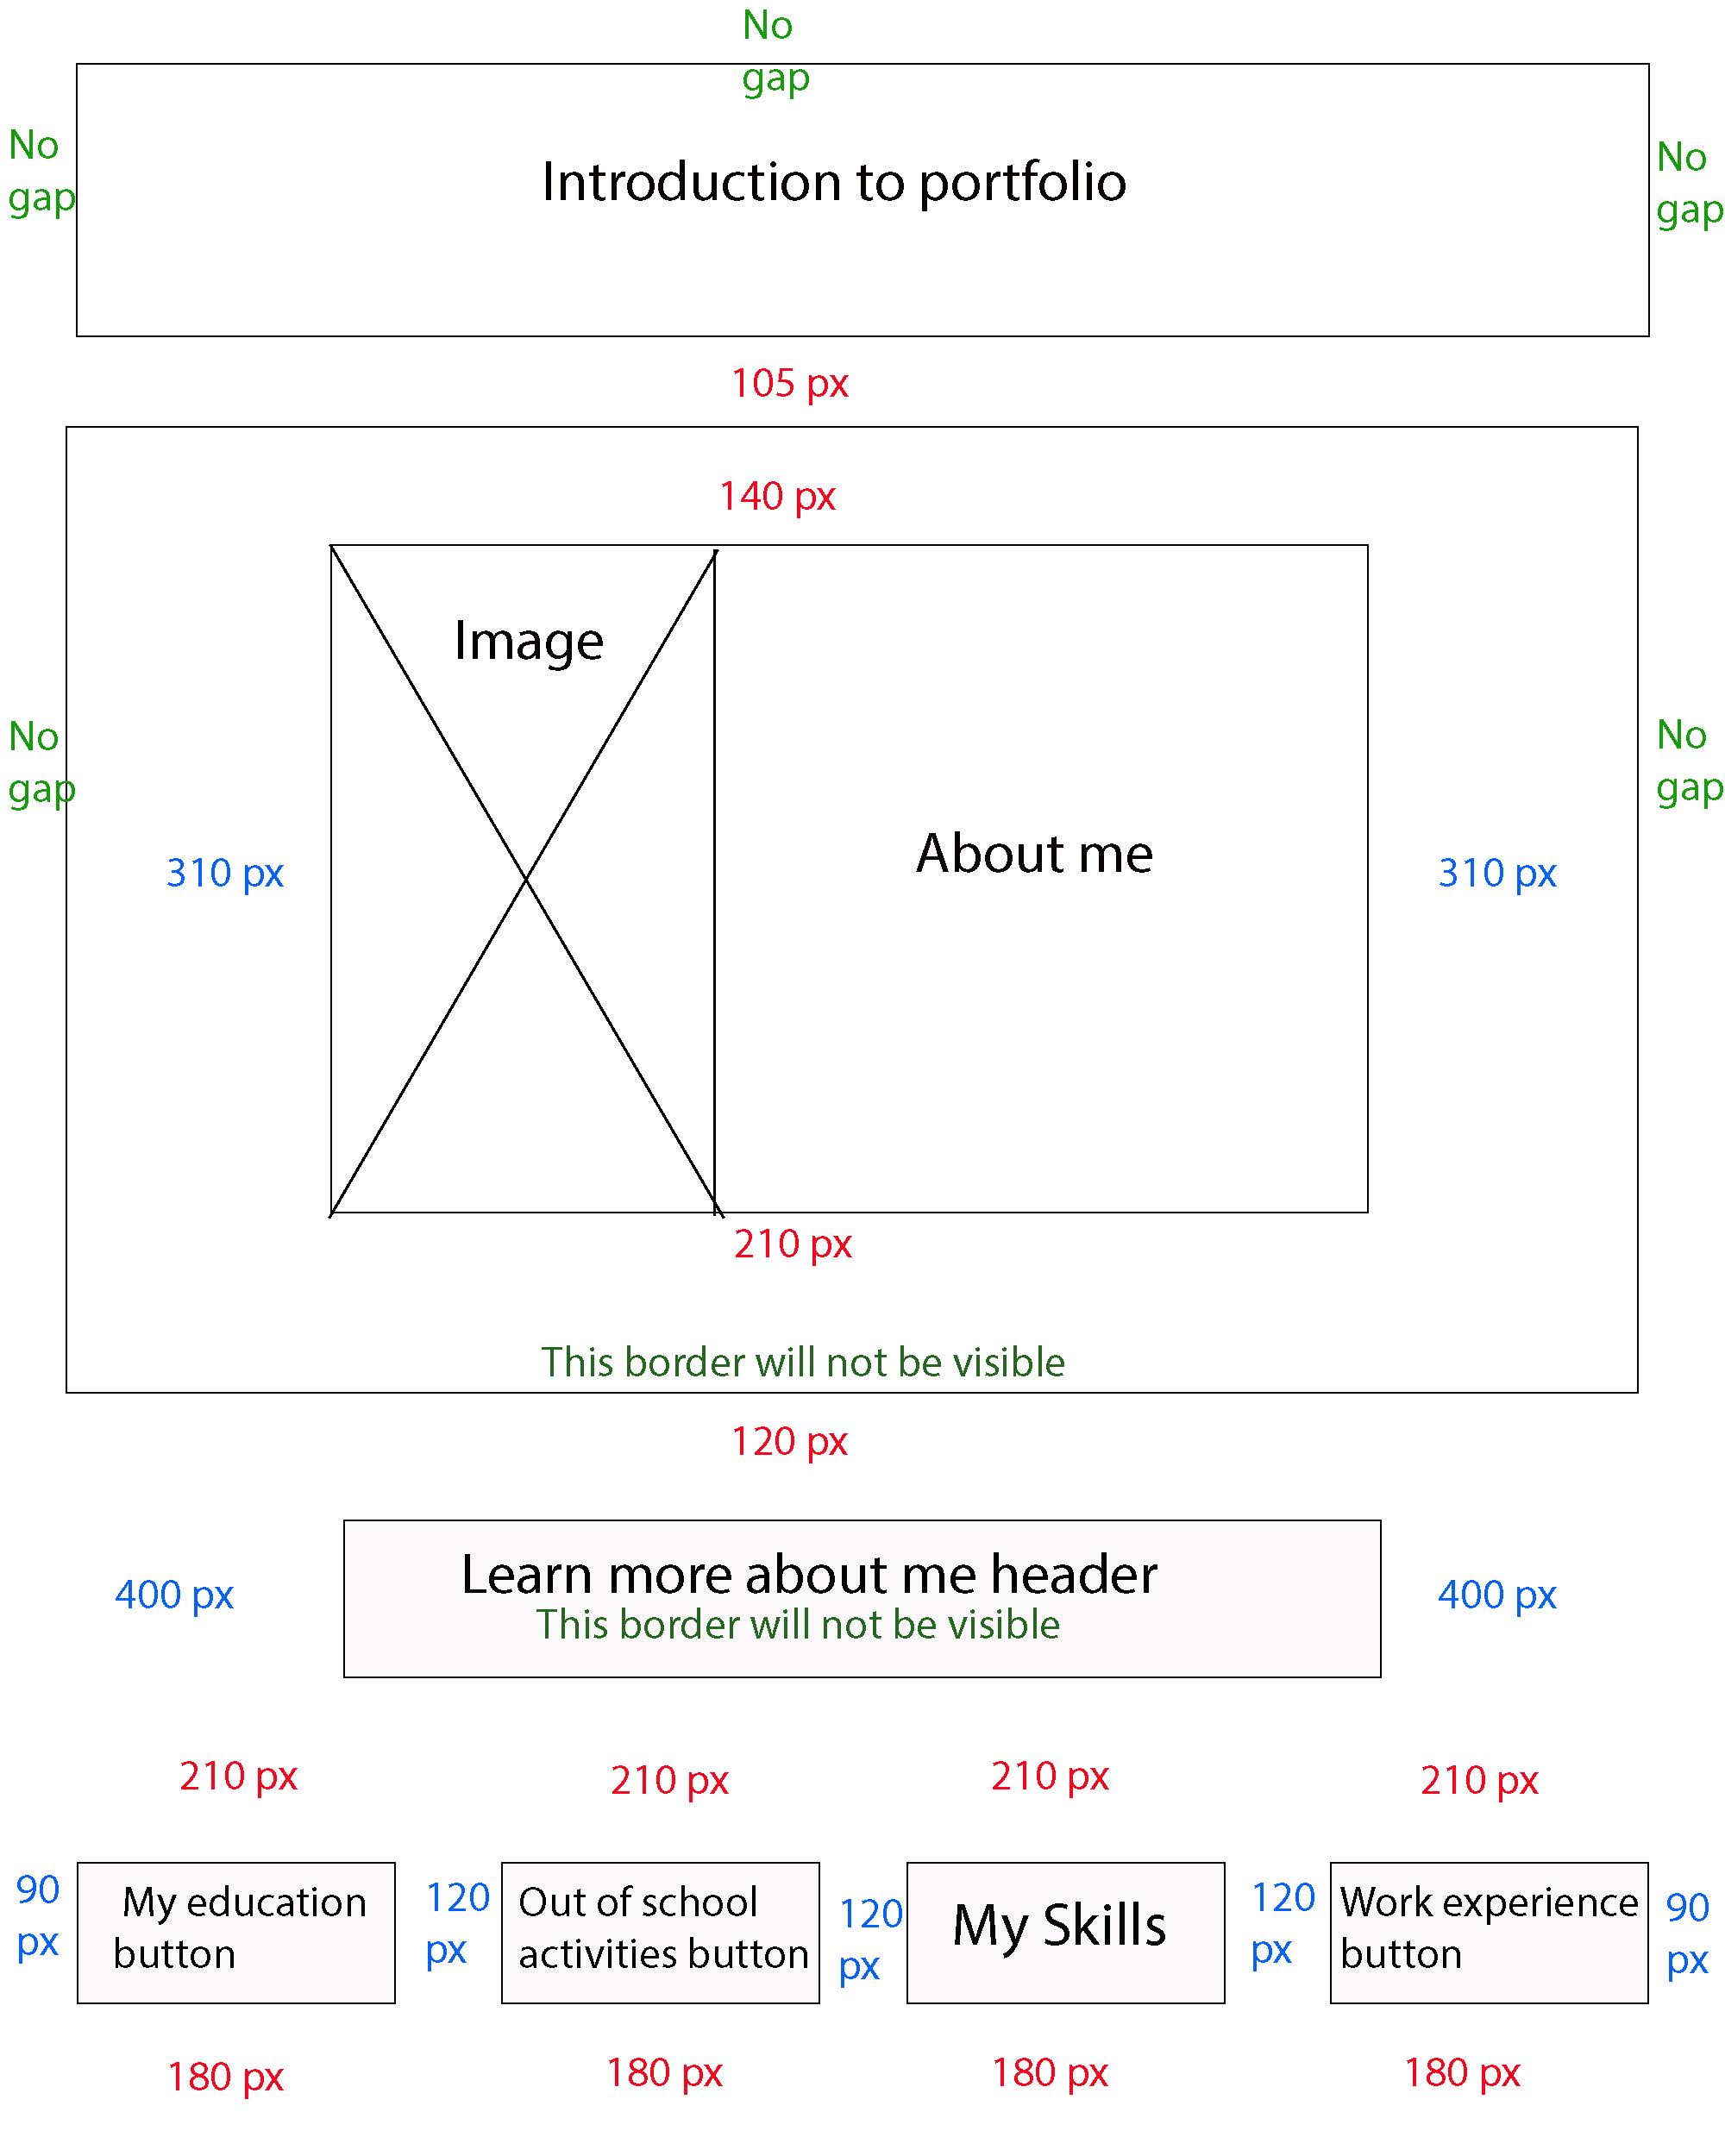 No
gap
No
gap
Introduction to portfolio
No
gap
105 px
140 px
Image
No
gap
No
gap
About me
310 px
310 px
210 px
This border will not be visible
120 px
Learn more about me header
This border will not be visible
400 px
400 px
210 px
210 px
210 px
210 px
90
px
My education
button
120
px
Out of school
activities button
120
px
My Skills
120
px
Work experience
button
90
px
180 px
180 px
180 px
180 px